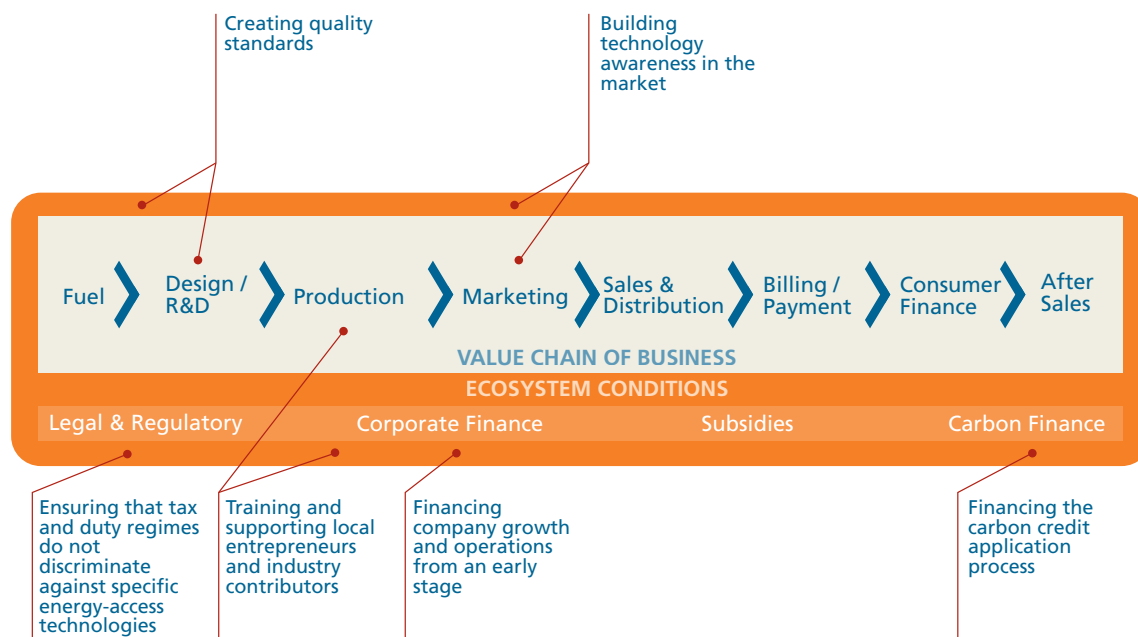 Creating quality
standards
Building
technology
awareness in the
market
Fuel
Design /
R&D
Production
Marketing
Sales &
Distribution
Billing /
Payment
Consumer
Finance
After
Sales
VALUE CHAIN OF BUSINESS
ECOSYSTEM CONDITIONS
Legal & Regulatory
Corporate Finance
Subsidies
Carbon Finance
Ensuring that tax
and duty regimes
do not
discriminate
against specific
energy-access
technologies
Training and
supporting local
entrepreneurs
and industry
contributors
Financing
company growth
and operations
from an early
stage
Financing the
carbon credit
application
process